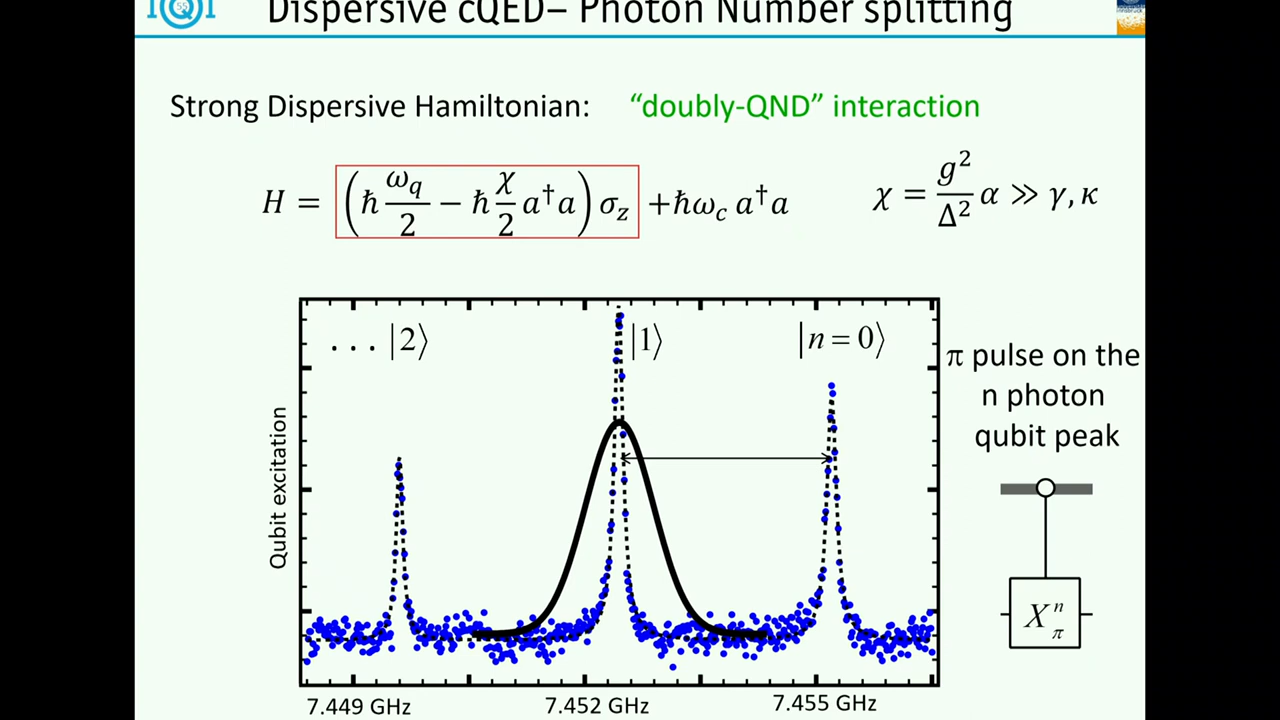 Dispersive cQED– Photon Number splitting
Strong Dispersive Hamiltonian: “doubly-QND” interaction
H = (ħ ω_q/2 − ħ χ/2 a†a) σ_z +ħω_c a†a
χ = g²/Δ² α ≫ γ, κ
. . . |2⟩ |1⟩ |n = 0⟩
π pulse on the
n photon
qubit peak
Qubit excitation
X_π^n
7.449 GHz 7.452 GHz 7.455 GHz